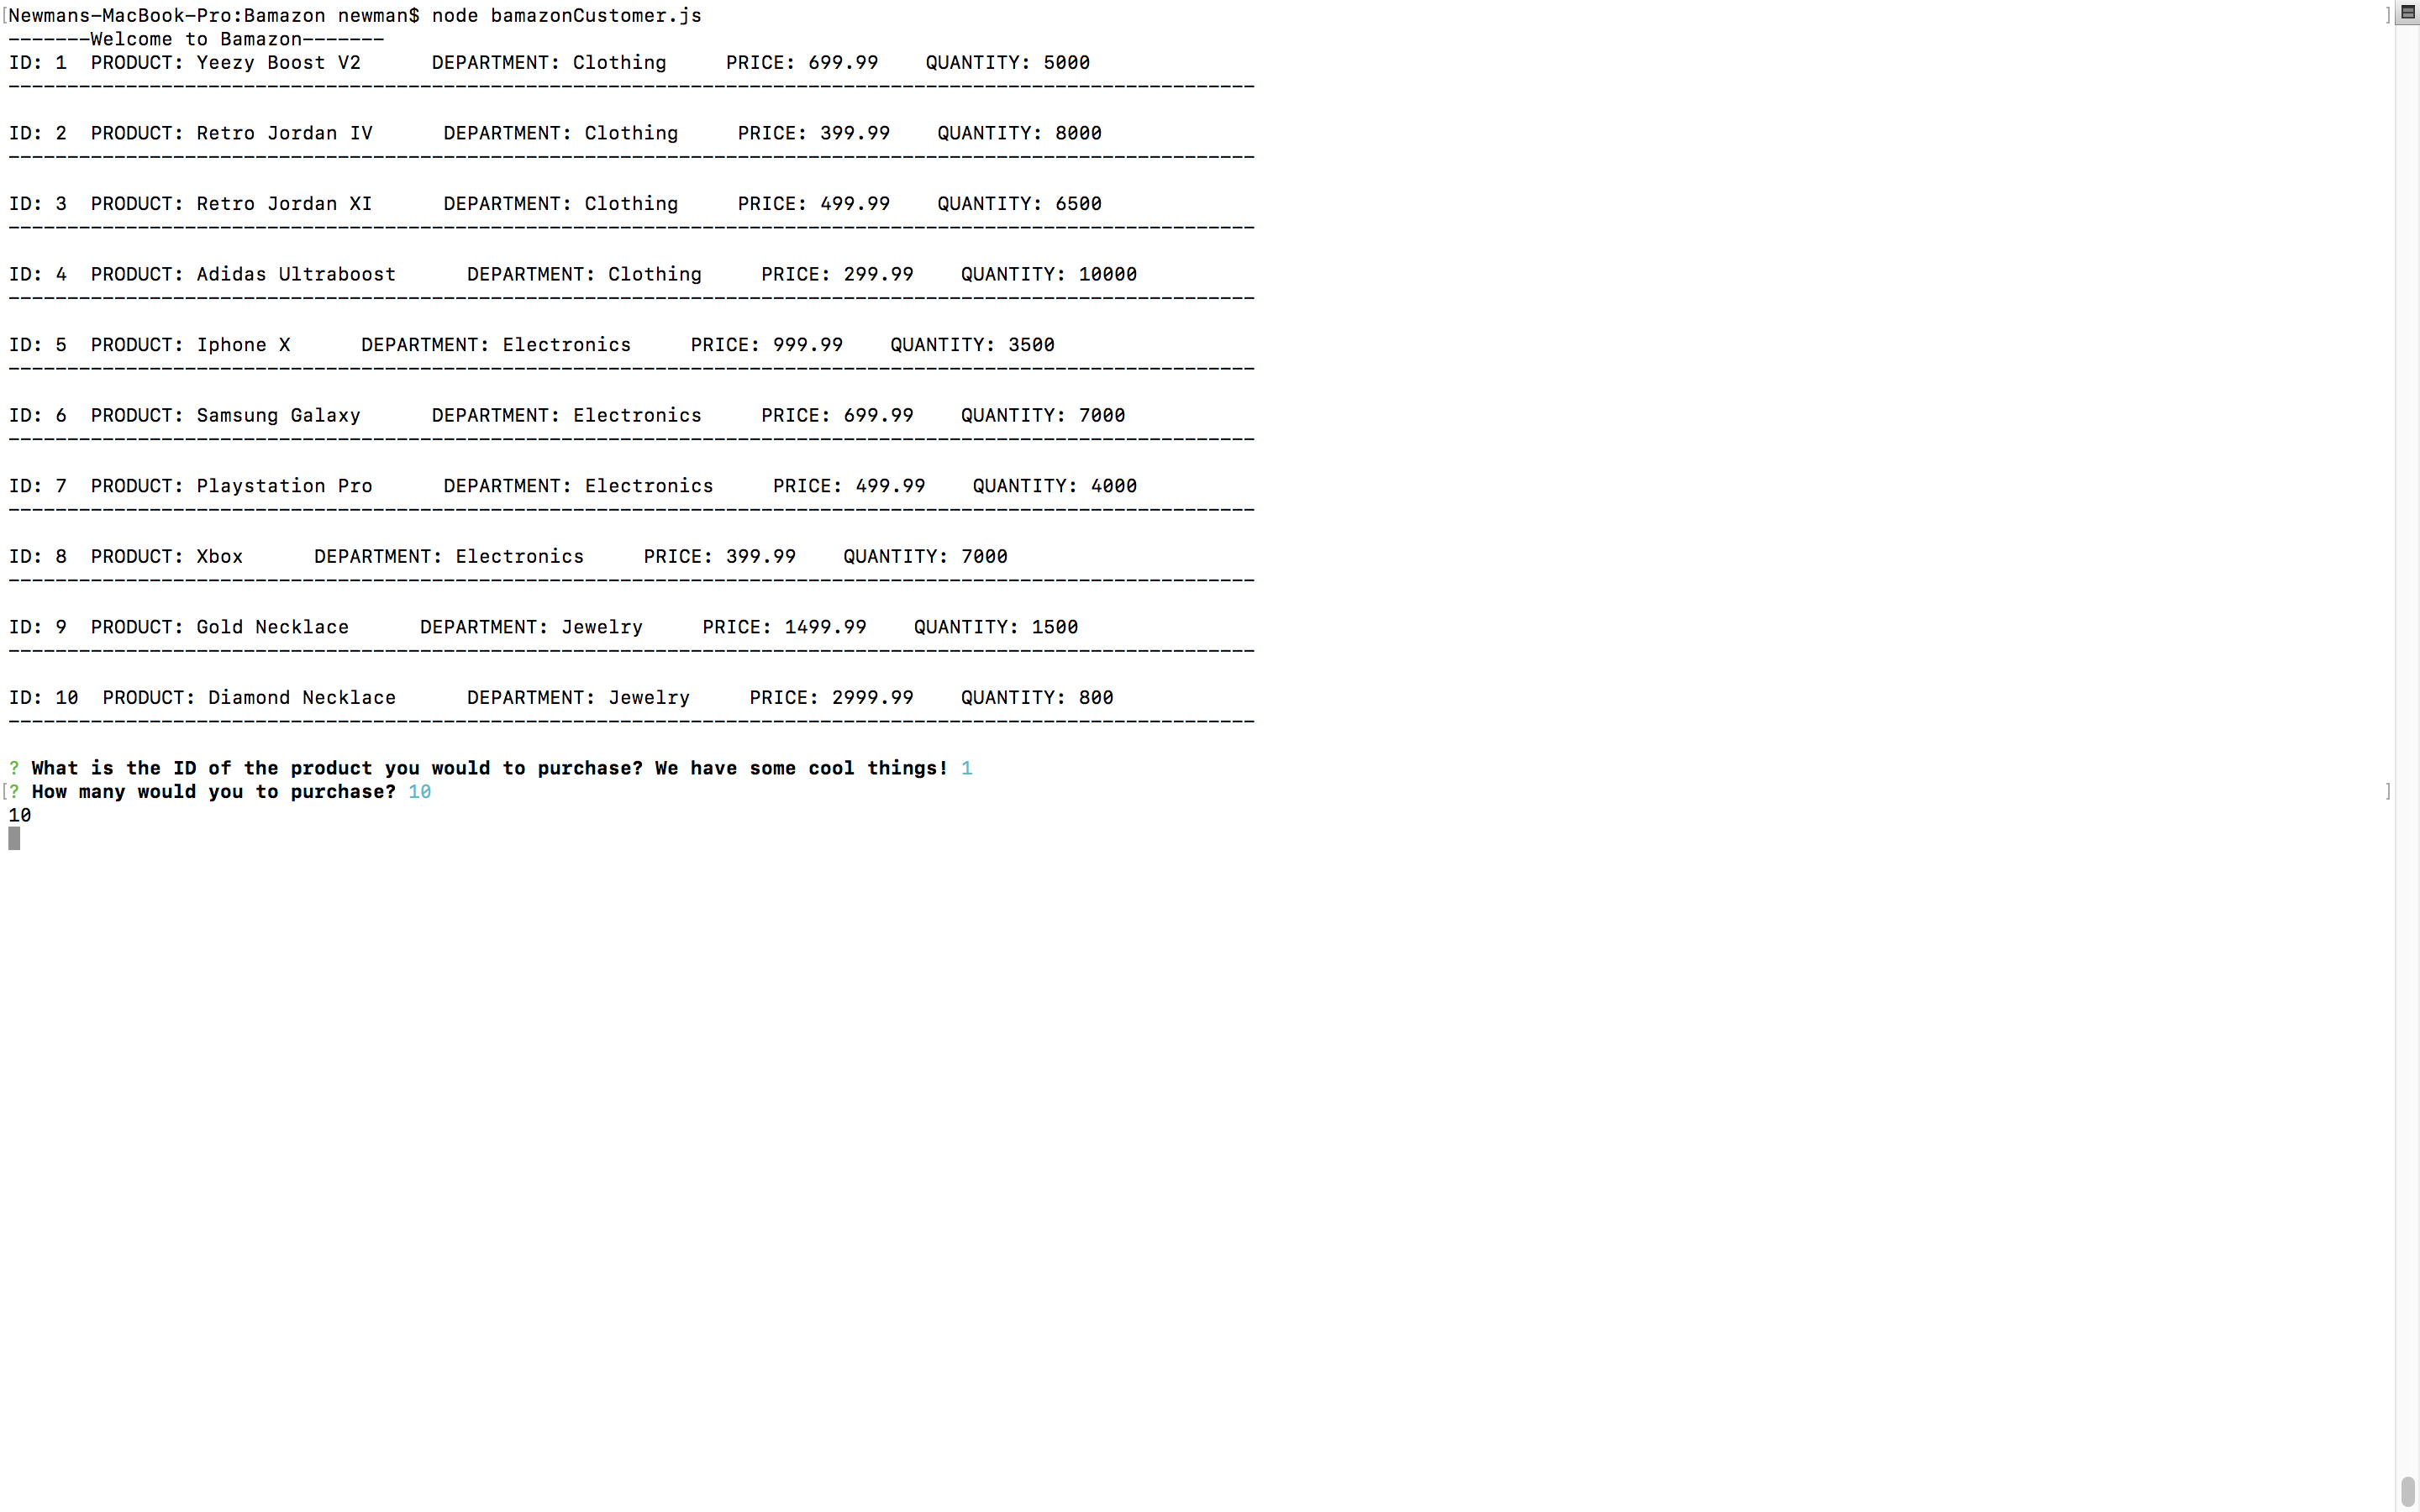 [Newmans-MacBook-Pro:Bamazon newman$ node bamazonCustomer.js ]
-------Welcome to Bamazon-------
ID: 1  PRODUCT: Yeezy Boost V2      DEPARTMENT: Clothing     PRICE: 699.99    QUANTITY: 5000
----------------------------------------------------------------------------------------------------------
ID: 2  PRODUCT: Retro Jordan IV      DEPARTMENT: Clothing     PRICE: 399.99    QUANTITY: 8000
----------------------------------------------------------------------------------------------------------
ID: 3  PRODUCT: Retro Jordan XI      DEPARTMENT: Clothing     PRICE: 499.99    QUANTITY: 6500
----------------------------------------------------------------------------------------------------------
ID: 4  PRODUCT: Adidas Ultraboost      DEPARTMENT: Clothing     PRICE: 299.99    QUANTITY: 10000
----------------------------------------------------------------------------------------------------------
ID: 5  PRODUCT: Iphone X      DEPARTMENT: Electronics     PRICE: 999.99    QUANTITY: 3500
----------------------------------------------------------------------------------------------------------
ID: 6  PRODUCT: Samsung Galaxy      DEPARTMENT: Electronics     PRICE: 699.99    QUANTITY: 7000
----------------------------------------------------------------------------------------------------------
ID: 7  PRODUCT: Playstation Pro      DEPARTMENT: Electronics     PRICE: 499.99    QUANTITY: 4000
----------------------------------------------------------------------------------------------------------
ID: 8  PRODUCT: Xbox      DEPARTMENT: Electronics     PRICE: 399.99    QUANTITY: 7000
----------------------------------------------------------------------------------------------------------
ID: 9  PRODUCT: Gold Necklace      DEPARTMENT: Jewelry     PRICE: 1499.99    QUANTITY: 1500
----------------------------------------------------------------------------------------------------------
ID: 10  PRODUCT: Diamond Necklace      DEPARTMENT: Jewelry     PRICE: 2999.99    QUANTITY: 800
----------------------------------------------------------------------------------------------------------
? What is the ID of the product you would to purchase? We have some cool things! 1
[? How many would you to purchase? 10 ]
10